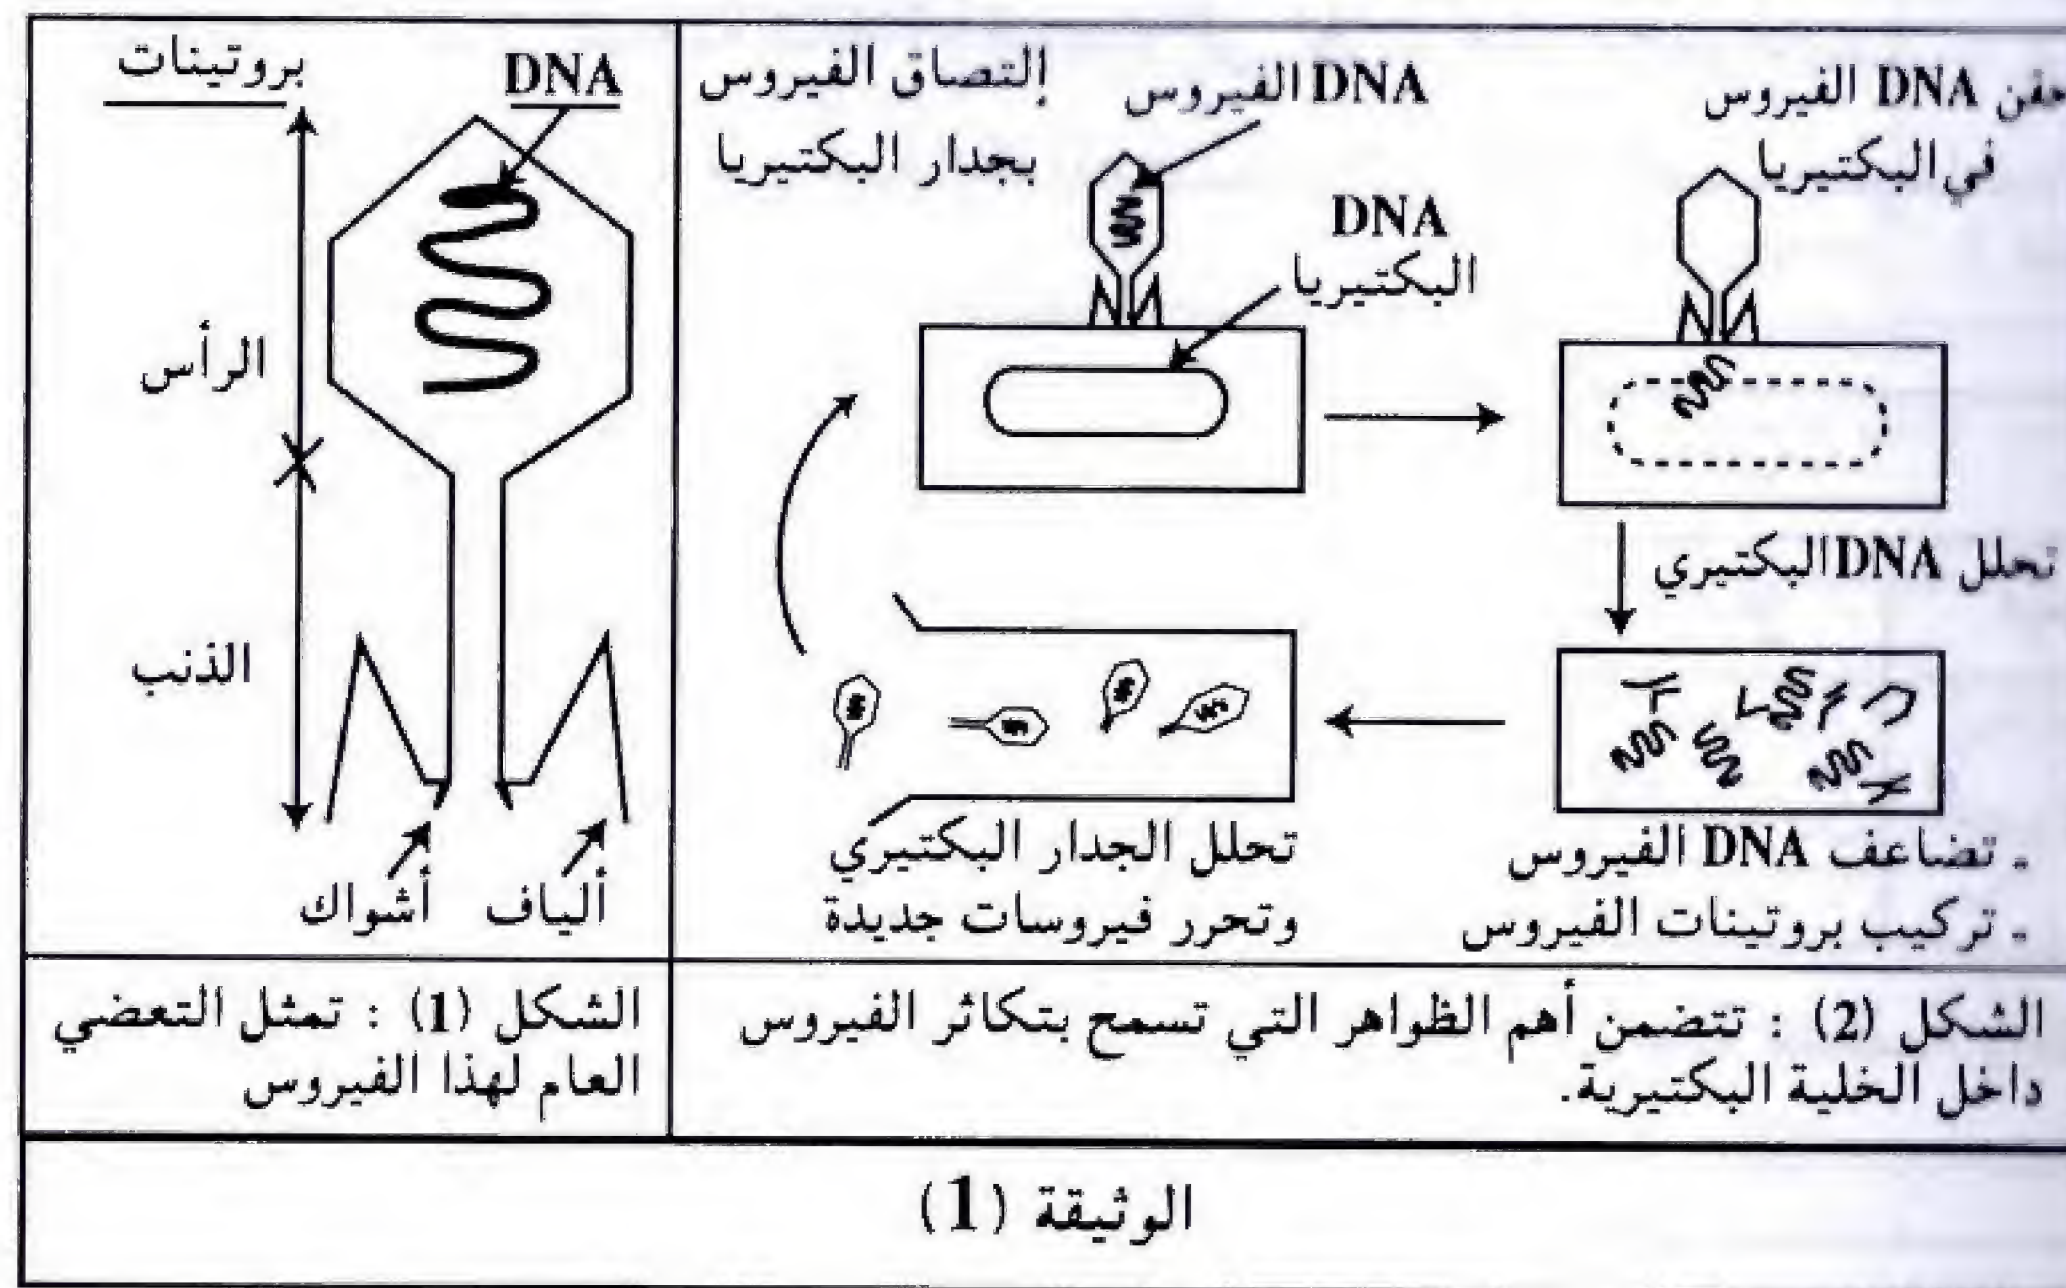 إلتصاق الفيروس
بجدار البكتيريا
DNA الفيروس
DNA
البكتيريا
حقن DNA الفيروس
في البكتيريا
تحلل DNA البكتيري
- تضاعف DNA الفيروس
- تركيب بروتينات الفيروس
تحلل الجدار البكتيري
وتحرر فيروسات جديدة
الشكل (2) : تتضمن أهم الظواهر التي تسمح بتكاثر الفيروس
داخل الخلية البكتيرية.
بروتينات
DNA
الرأس
الذنب
أشواك
ألياف
الشكل (1) : تمثل التعضي
العام لهذا الفيروس
الوثيقة (1)